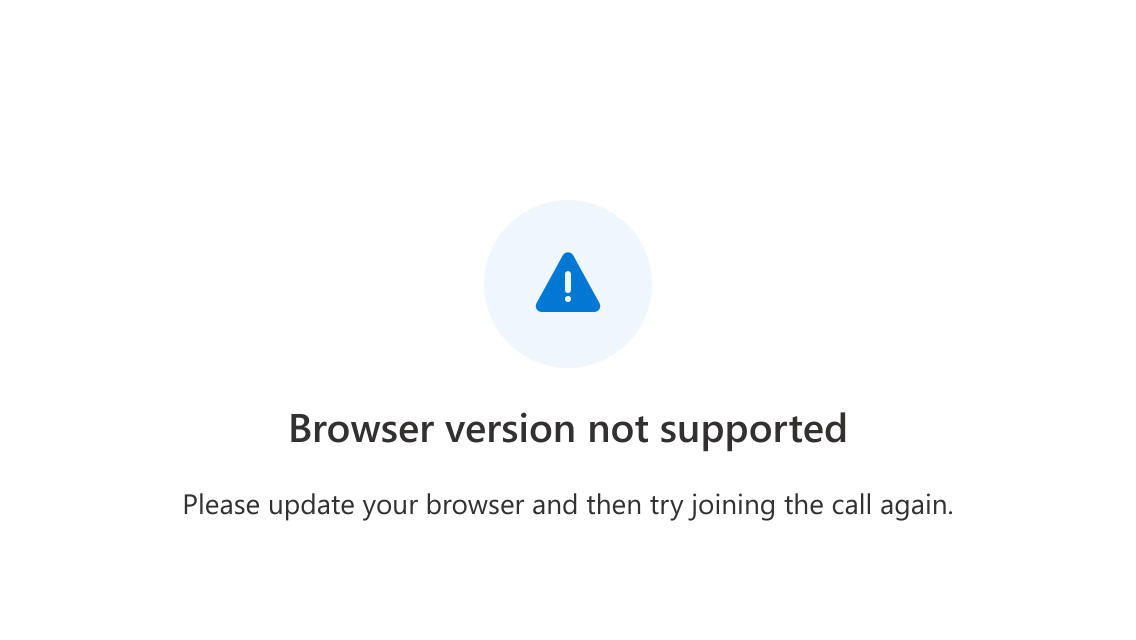 Browser version not supported
Please update your browser and then try joining the call again.